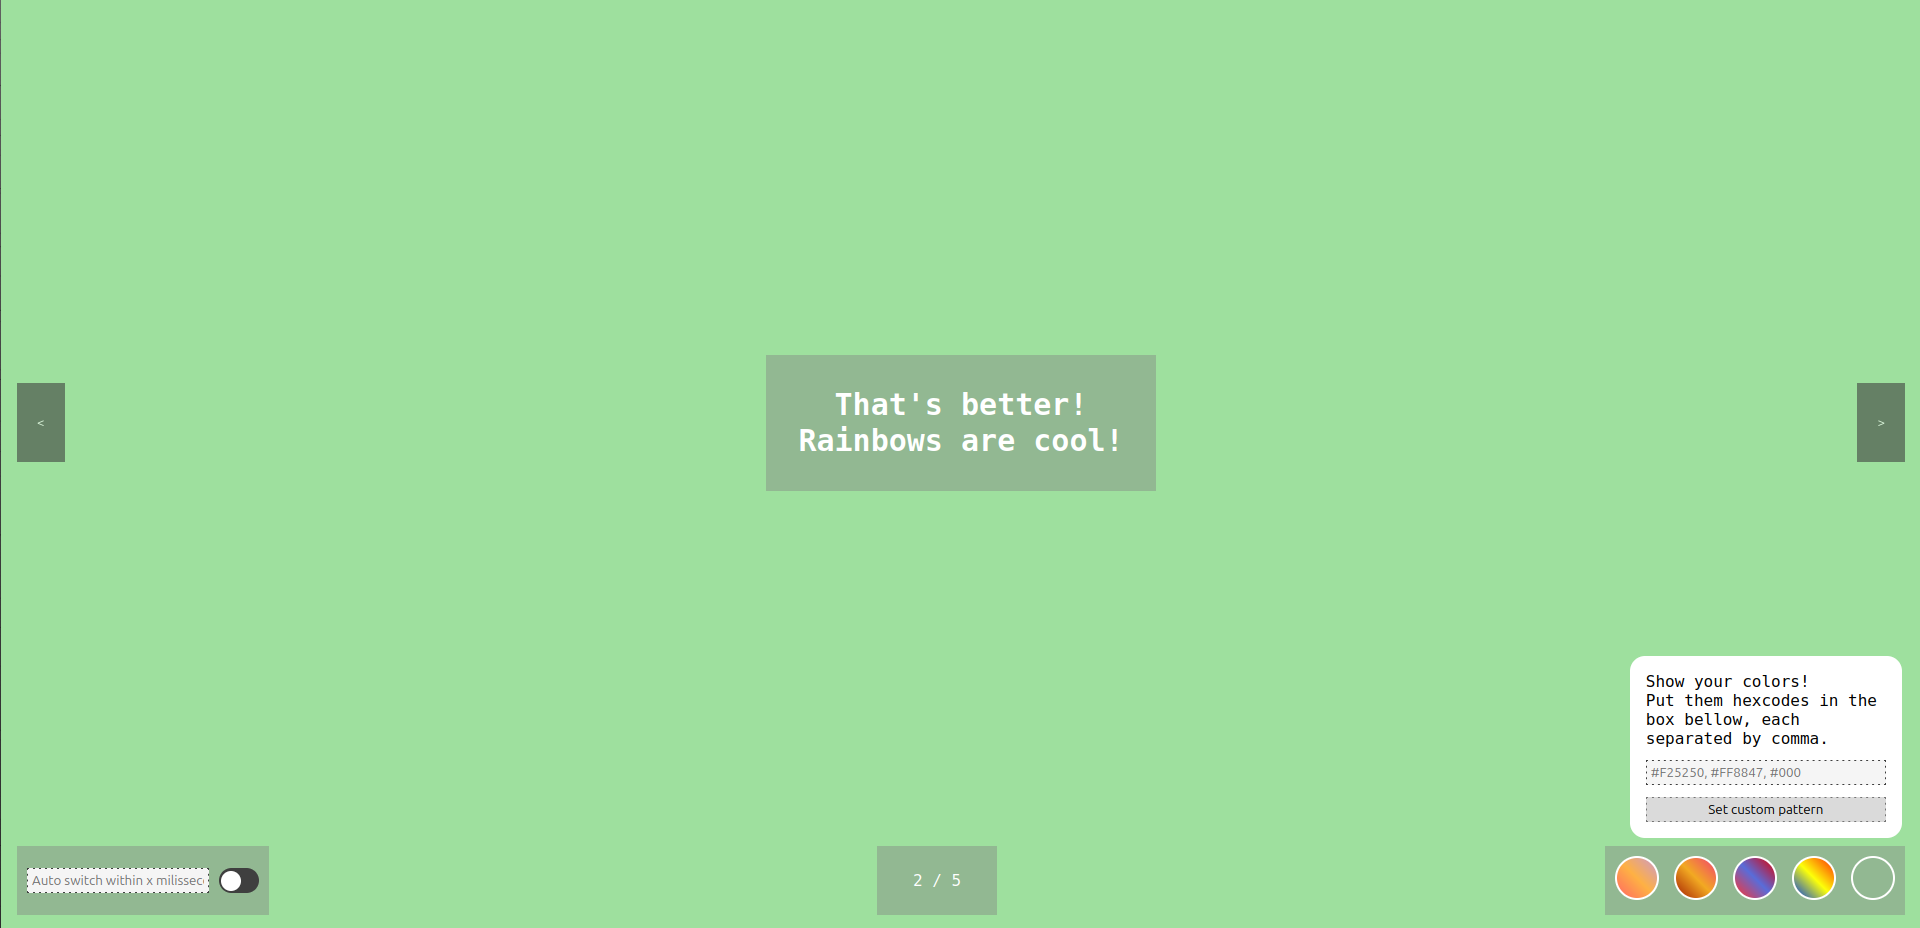 That's better!
Rainbows are cool!
<
>
Show your colors!
Put them hexcodes in the
box bellow, each
separated by comma.
#F25250, #FF8847, #000
Set custom pattern
Auto switch within x milissec
2 / 5